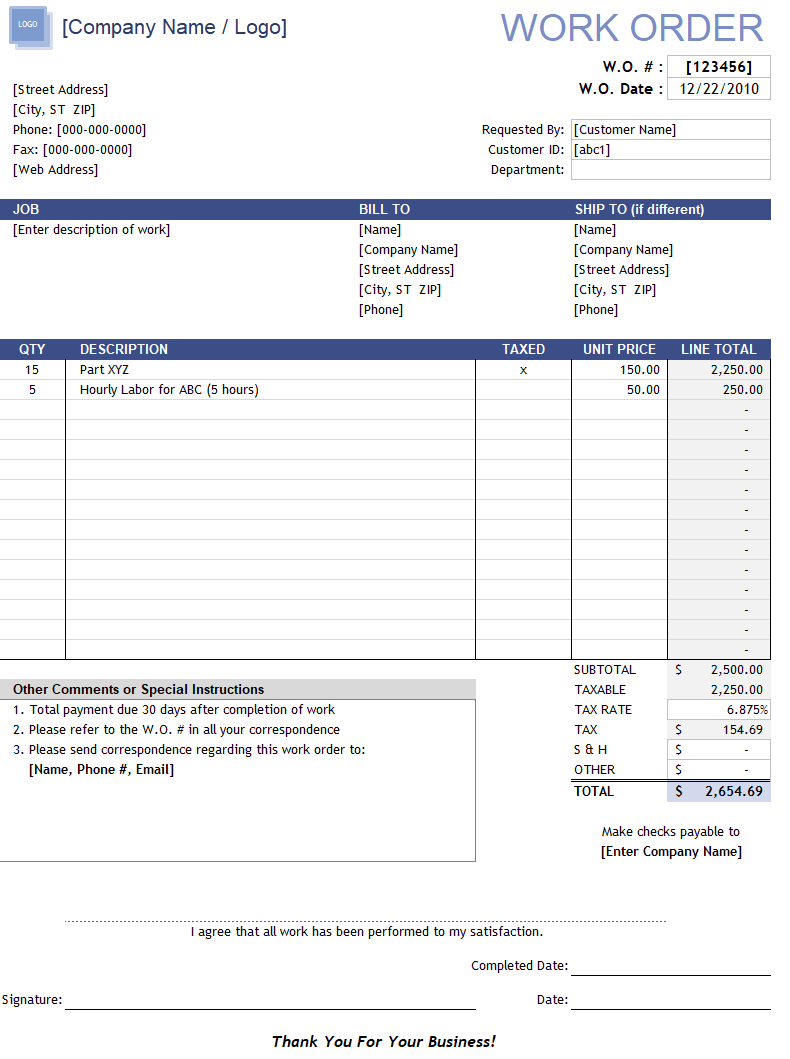 LOGO
[Company Name / Logo]
WORK ORDER
W.O. # : [123456]
W.O. Date : 12/22/2010
[Street Address]
[City, ST  ZIP]
Phone: [000-000-0000]
Fax: [000-000-0000]
[Web Address]
Requested By: [Customer Name]
Customer ID: [abc1]
Department:
JOB BILL TO SHIP TO (if different)
[Enter description of work] [Name] [Name]
[Company Name] [Company Name]
[Street Address] [Street Address]
[City, ST  ZIP] [City, ST  ZIP]
[Phone] [Phone]
QTY DESCRIPTION TAXED UNIT PRICE LINE TOTAL
15 Part XYZ x 150.00 2,250.00
5 Hourly Labor for ABC (5 hours) 50.00 250.00
-
-
-
-
-
-
-
-
-
-
-
-
-
SUBTOTAL $ 2,500.00
Other Comments or Special Instructions TAXABLE 2,250.00
1. Total payment due 30 days after completion of work TAX RATE 6.875%
2. Please refer to the W.O. # in all your correspondence TAX $ 154.69
3. Please send correspondence regarding this work order to: S & H $ -
[Name, Phone #, Email] OTHER $ -
TOTAL $ 2,654.69
Make checks payable to
[Enter Company Name]
I agree that all work has been performed to my satisfaction.
Completed Date:
Signature: Date:
Thank You For Your Business!